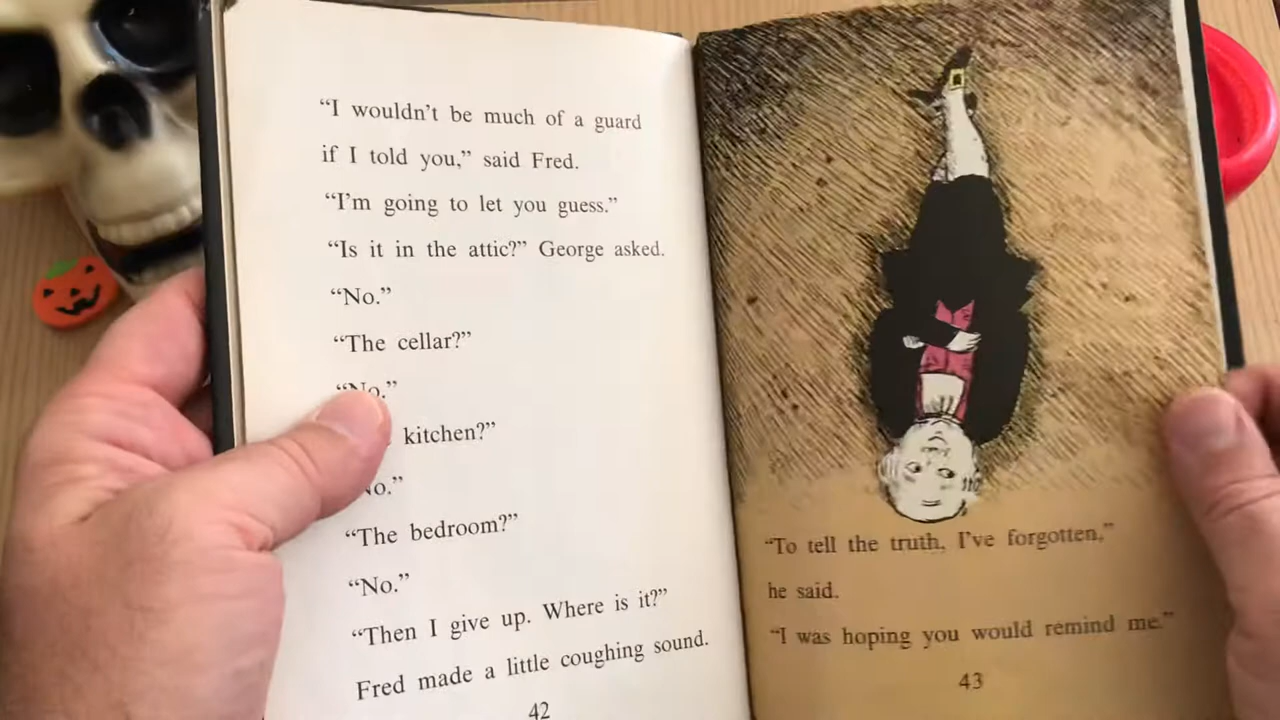 “I wouldn’t be much of a guard
if I told you,” said Fred.
“I’m going to let you guess.”
“Is it in the attic?” George asked.
“No.”
“The cellar?”
“No.”
kitchen?”
No.”
“The bedroom?”
“No.”
“Then I give up. Where is it?”
Fred made a little coughing sound.
42
“To tell the truth, I’ve forgotten,”
he said.
“I was hoping you would remind me.”
43